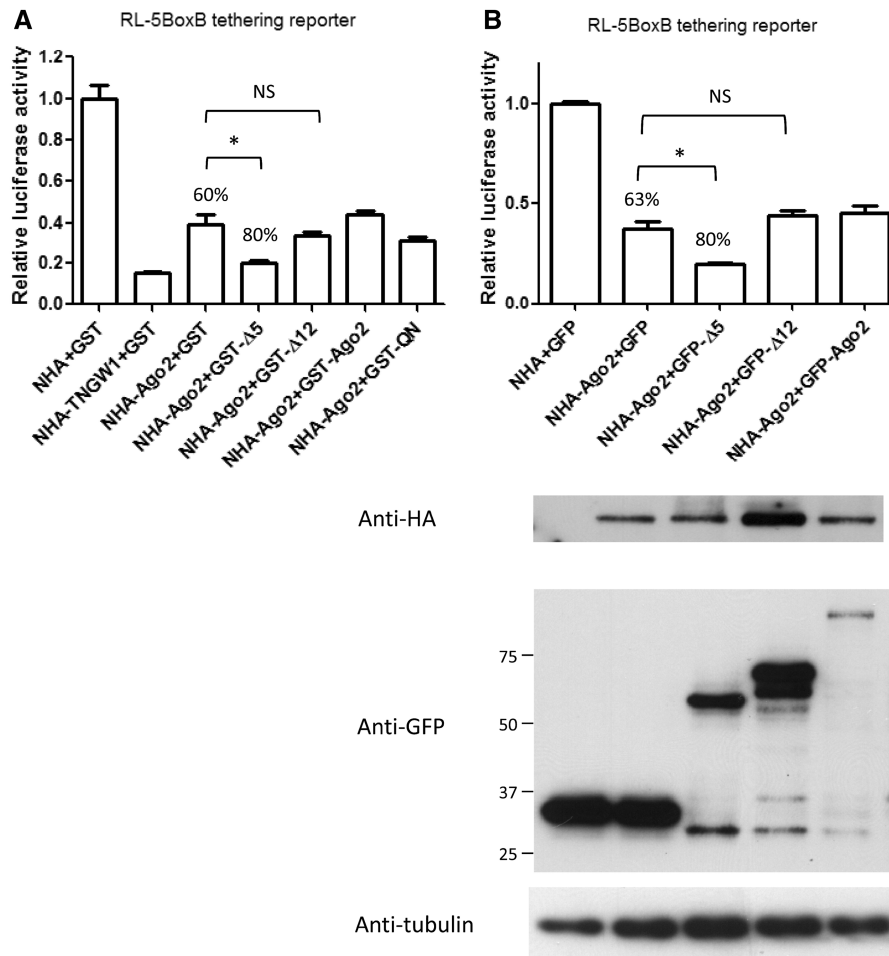 A
RL-5BoxB tethering reporter
Relative luciferase activity
1.2
1.0
0.8
0.6
0.4
0.2
0.0
NS
*
60%
80%
NHA+GST
NHA-TNGW1+GST
NHA-Ago2+GST
NHA-Ago2+GST-Δ5
NHA-Ago2+GST-Δ12
NHA-Ago2+GST-Ago2
NHA-Ago2+GST-QN
B
RL-5BoxB tethering reporter
Relative luciferase activity
1.0
0.5
0.0
NS
*
63%
80%
NHA+GFP
NHA-Ago2+GFP
NHA-Ago2+GFP-Δ5
NHA-Ago2+GFP-Δ12
NHA-Ago2+GFP-Ago2
Anti-HA
Anti-GFP
75
50
37
25
Anti-tubulin